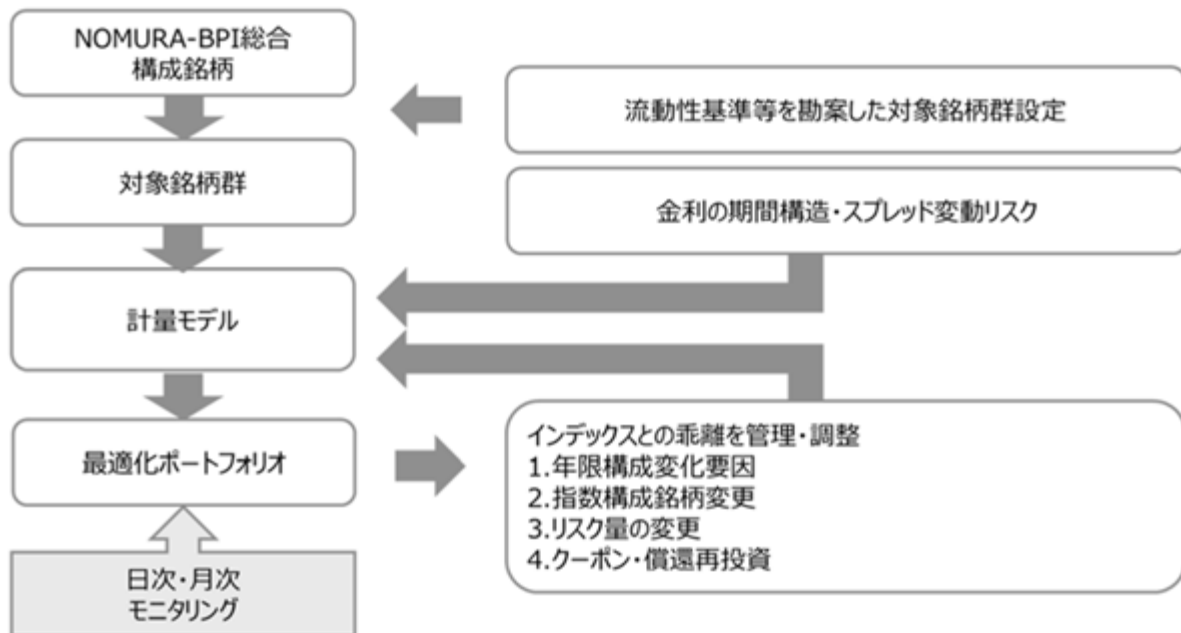 NOMURA-BPI総合
構成銘柄
流動性基準等を勘案した対象銘柄群設定
対象銘柄群
金利の期間構造・スプレッド変動リスク
計量モデル
最適化ポートフォリオ
インデックスとの乖離を管理・調整
1.年限構成変化要因
2.指数構成銘柄変更
3.リスク量の変更
4.クーポン・償還再投資
日次・月次
モニタリング